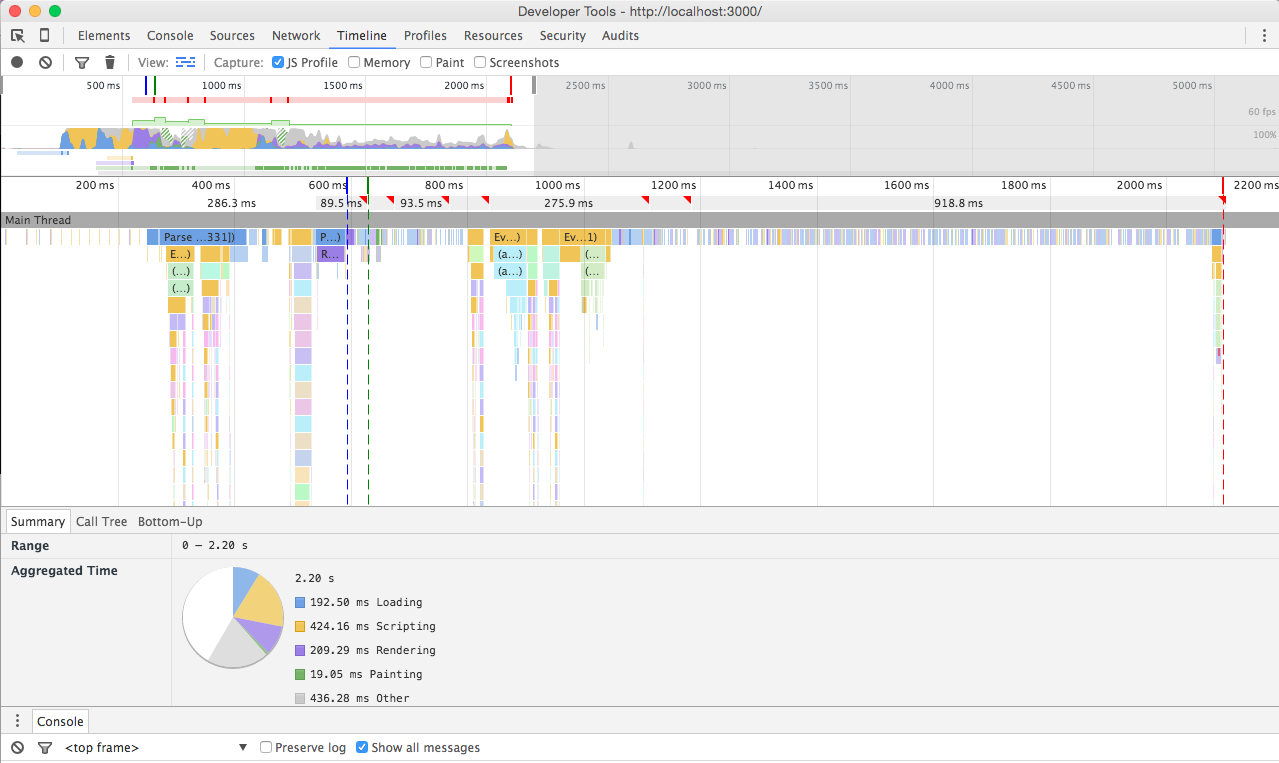 Developer Tools - http://localhost:3000/
Elements Console Sources Network Timeline Profiles Resources Security Audits
View: Capture: JS Profile Memory Paint Screenshots
500 ms 1000 ms 1500 ms 2000 ms 2500 ms 3000 ms 3500 ms 4000 ms 4500 ms 5000 ms
60 fps
100%
200 ms 400 ms 600 ms 800 ms 1000 ms 1200 ms 1400 ms 1600 ms 1800 ms 2000 ms 2200 ms
286.3 ms 89.5 ms 93.5 ms 275.9 ms 918.8 ms
Main Thread
Parse ...331]) P...) Ev...) Ev...1)
E...) R... (a...) (...
(...) (a...) (...
(...)
Summary Call Tree Bottom-Up
Range 0 – 2.20 s
Aggregated Time
2.20 s
192.50 ms Loading
424.16 ms Scripting
209.29 ms Rendering
19.05 ms Painting
436.28 ms Other
Console
<top frame> ▼ Preserve log Show all messages